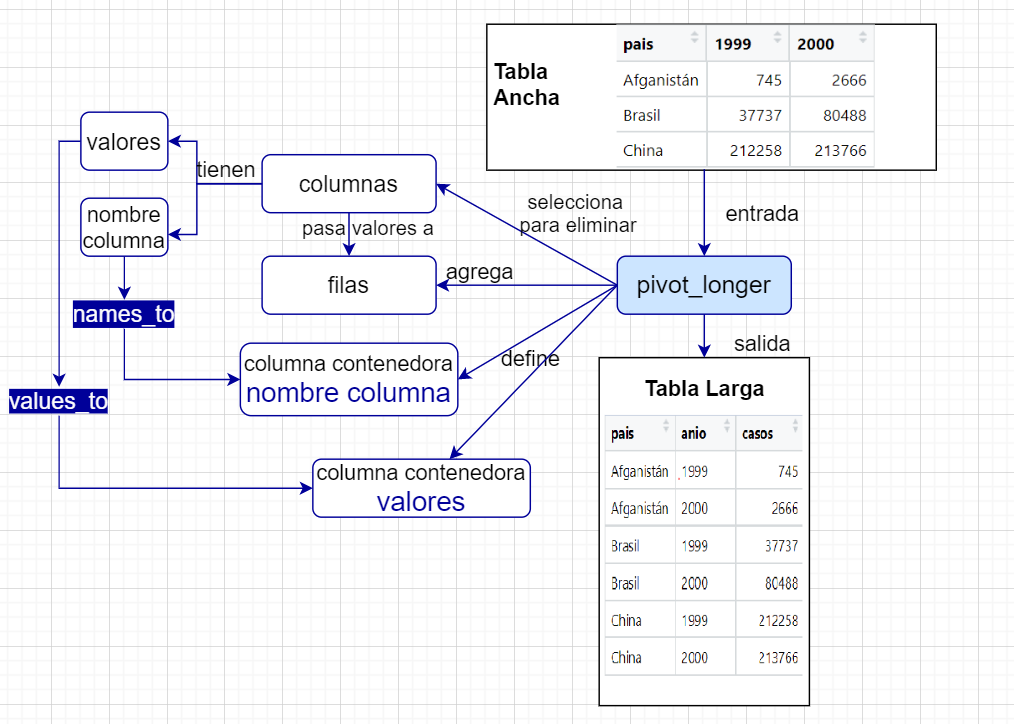 Tabla
Ancha
pais 1999 2000
Afganistán 745 2666
Brasil 37737 80488
China 212258 213766
valores
tienen
columnas
nombre
columna
selecciona
para eliminar
entrada
pasa valores a
filas
agrega
pivot_longer
names_to
salida
columna contenedora
nombre columna
define
values_to
columna contenedora
valores
Tabla Larga
pais anio casos
Afganistán 1999 745
Afganistán 2000 2666
Brasil 1999 37737
Brasil 2000 80488
China 1999 212258
China 2000 213766